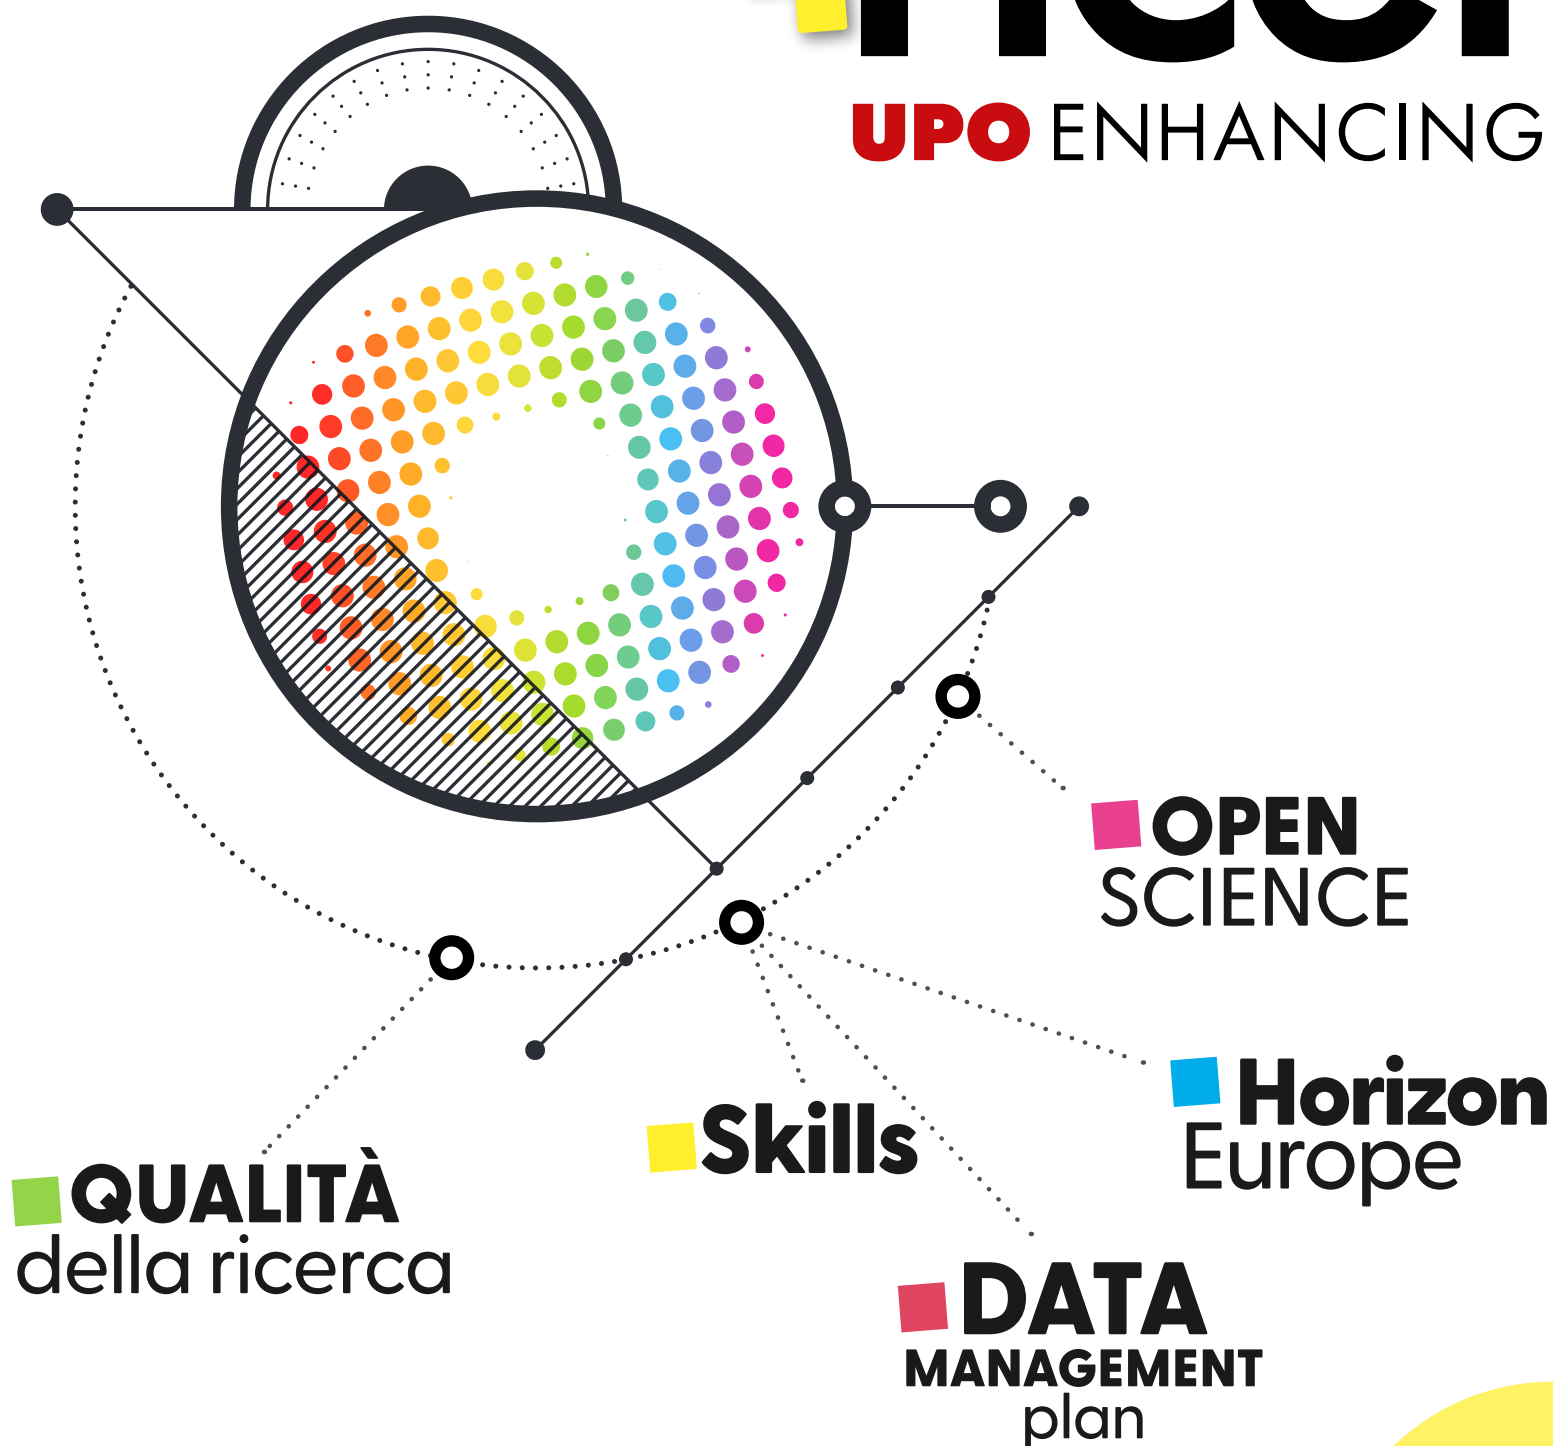 UPO ENHANCING
OPEN
SCIENCE
Horizon
Europe
Skills
QUALITÀ
della ricerca
DATA
MANAGEMENT
plan